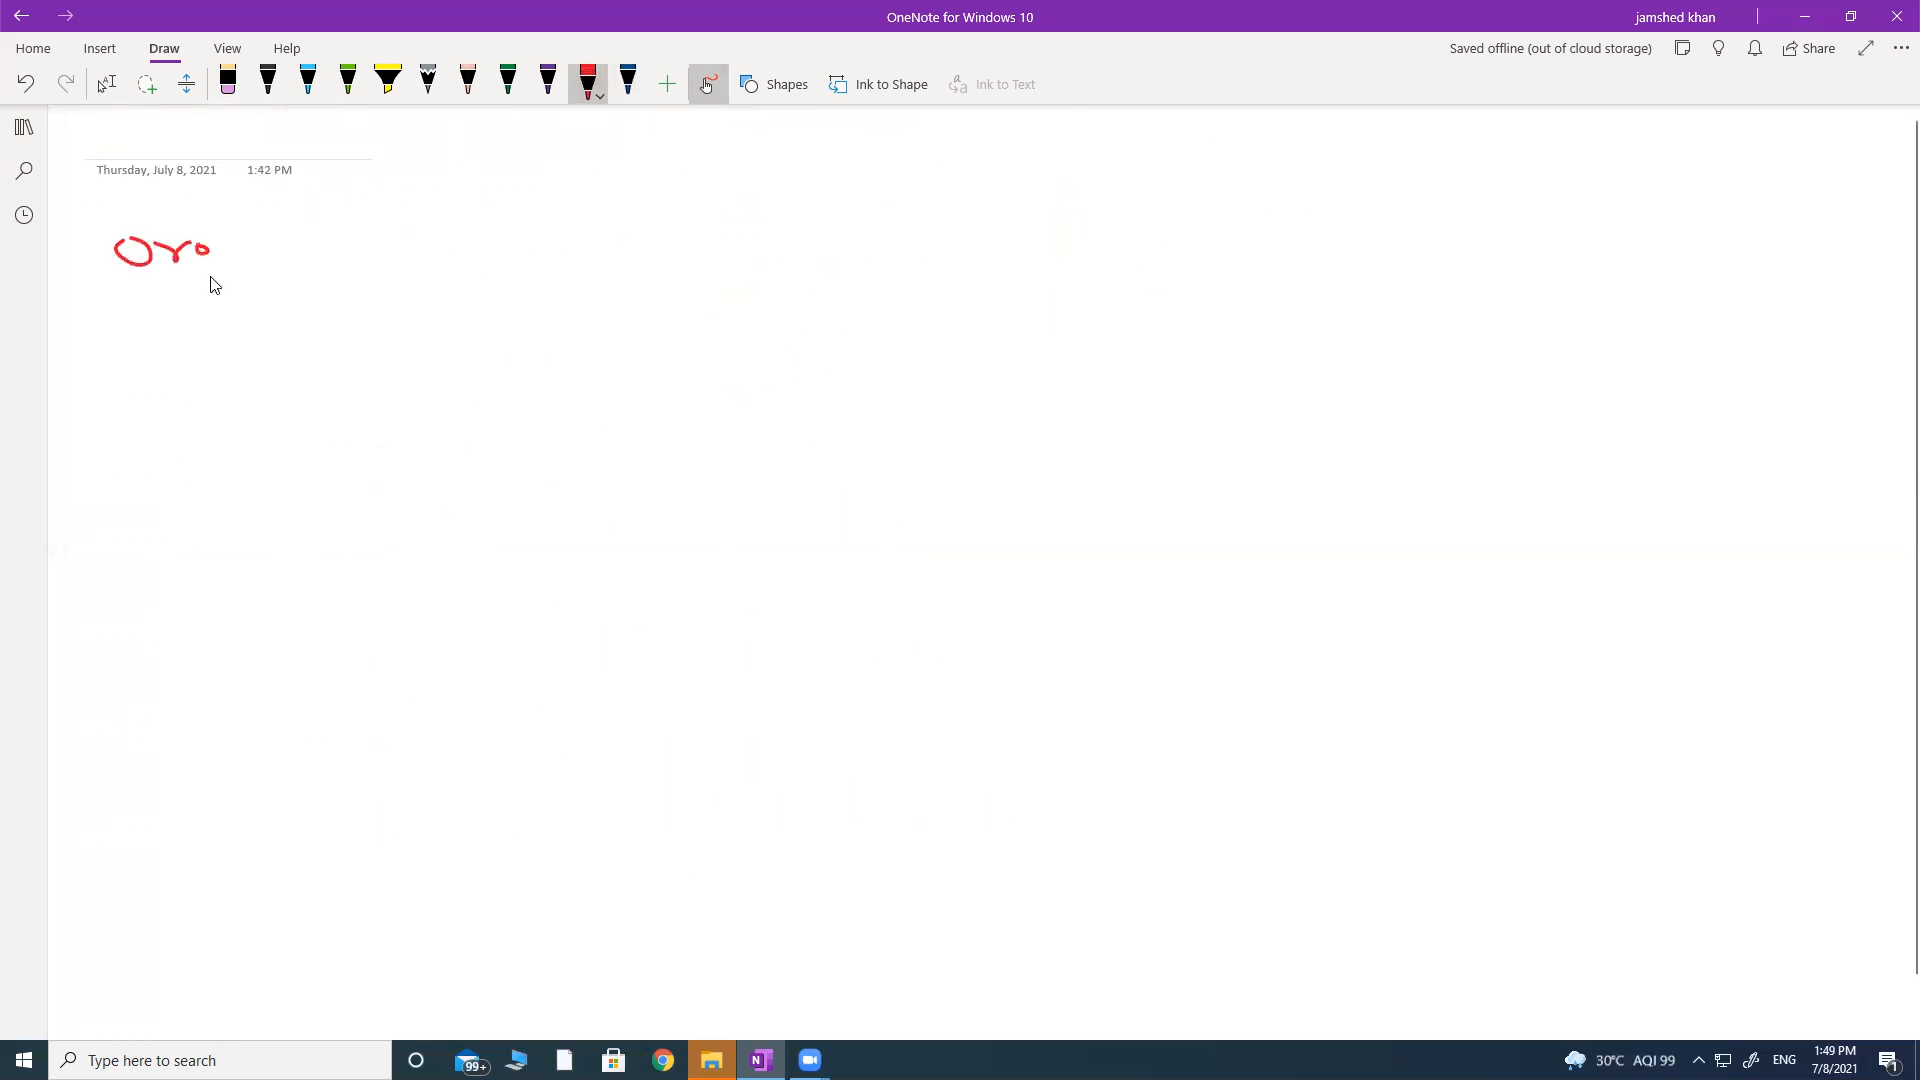 OneNote for Windows 10
jamshed khan
Home Insert Draw View Help
Saved offline (out of cloud storage)
Share
Shapes
Ink to Shape
Ink to Text
Thursday, July 8, 2021 1:42 PM
Oro
Type here to search
99+
N
30°C AQI 99
ENG
1:49 PM
7/8/2021
1